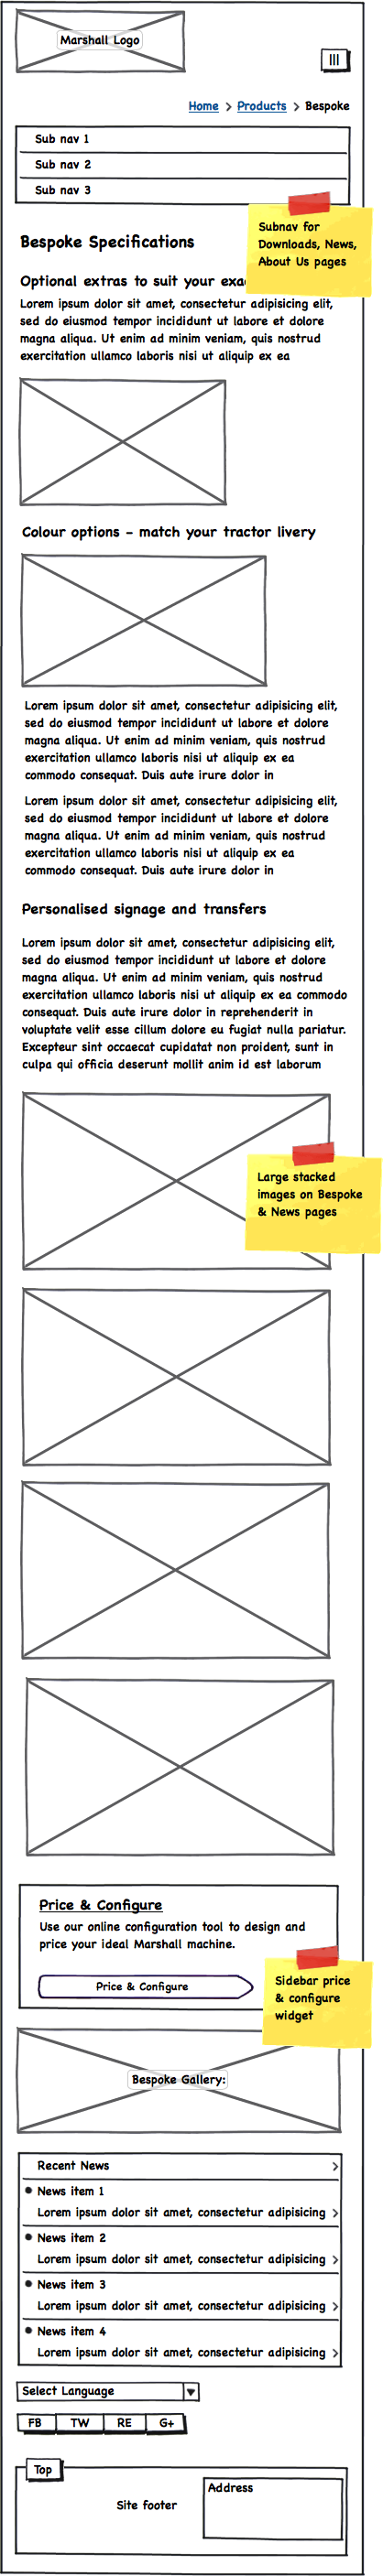 Marshall Logo
|||
Home > Products > Bespoke
Sub nav 1
Sub nav 2
Sub nav 3
Subnav for
Downloads, News,
About Us pages
Bespoke Specifications
Optional extras to suit your
Lorem ipsum dolor sit amet, consectetur adipisicing elit,
sed do eiusmod tempor incididunt ut labore et dolore
magna aliqua. Ut enim ad minim veniam, quis nostrud
exercitation ullamco laboris nisi ut aliquip ex ea
Colour options - match your tractor livery
Lorem ipsum dolor sit amet, consectetur adipisicing elit,
sed do eiusmod tempor incididunt ut labore et dolore
magna aliqua. Ut enim ad minim veniam, quis nostrud
exercitation ullamco laboris nisi ut aliquip ex ea
commodo consequat. Duis aute irure dolor in
Lorem ipsum dolor sit amet, consectetur adipisicing elit,
sed do eiusmod tempor incididunt ut labore et dolore
magna aliqua. Ut enim ad minim veniam, quis nostrud
exercitation ullamco laboris nisi ut aliquip ex ea
commodo consequat. Duis aute irure dolor in
Personalised signage and transfers
Lorem ipsum dolor sit amet, consectetur adipisicing elit,
sed do eiusmod tempor incididunt ut labore et dolore
magna aliqua. Ut enim ad minim veniam, quis nostrud
exercitation ullamco laboris nisi ut aliquip ex ea commodo
consequat. Duis aute irure dolor in reprehenderit in
voluptate velit esse cillum dolore eu fugiat nulla pariatur.
Excepteur sint occaecat cupidatat non proident, sunt in
culpa qui officia deserunt mollit anim id est laborum
Large stacked
images on Bespoke
& News pages
Price & Configure
Use our online configuration tool to design and
price your ideal Marshall machine.
Price & Configure
Sidebar price
& configure
widget
Bespoke Gallery:
Recent News
News item 1
Lorem ipsum dolor sit amet, consectetur adipisicing
News item 2
Lorem ipsum dolor sit amet, consectetur adipisicing
News item 3
Lorem ipsum dolor sit amet, consectetur adipisicing
News item 4
Lorem ipsum dolor sit amet, consectetur adipisicing
Select Language
FB TW RE G+
Top
Site footer
Address